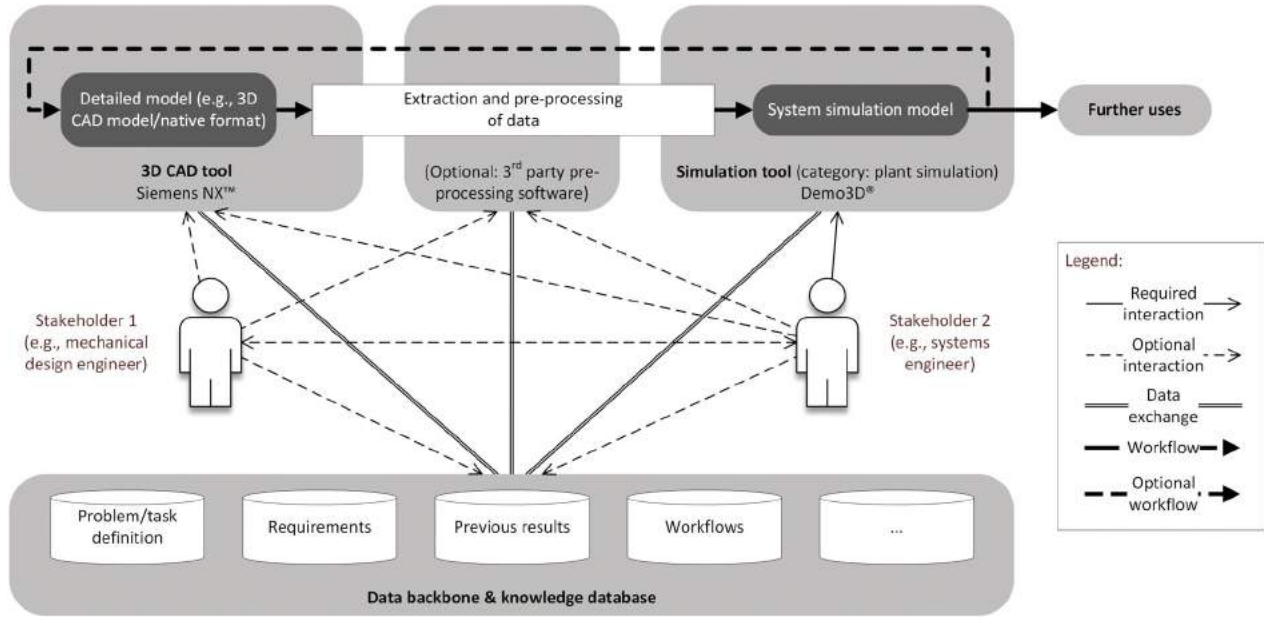 Detailed model (e.g., 3D
CAD model/native format)
Extraction and pre-processing
of data
System simulation model
Further uses
3D CAD tool
Siemens NX™
(Optional: 3rd party pre-
processing software)
Simulation tool (category: plant simulation)
Demo3D®
Stakeholder 1
(e.g., mechanical
design engineer)
Stakeholder 2
(e.g., systems
engineer)
Legend:
Required
interaction
Optional
interaction
Data
exchange
Workflow
Optional
workflow
Problem/task
definition
Requirements
Previous results
Workflows
...
Data backbone & knowledge database